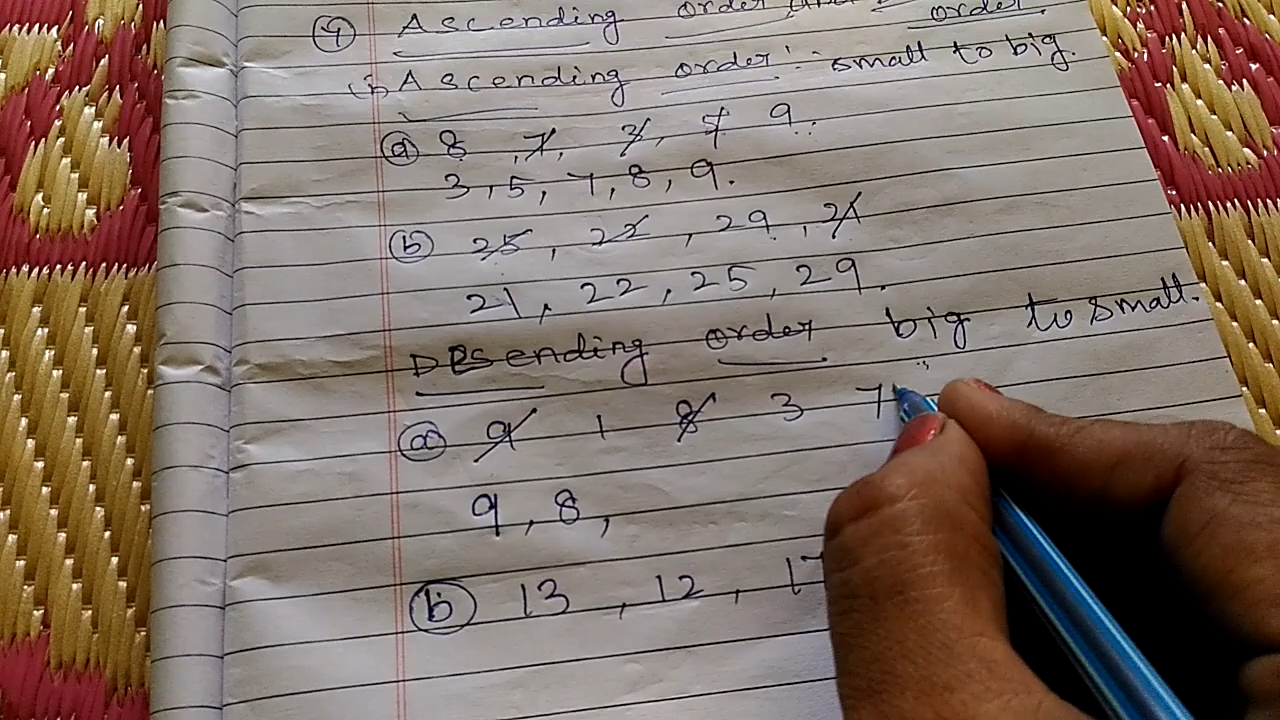 ④ Ascending order and order
(i) Ascending order :- small to big.
ⓐ 8, 7, 3, 5 9.
3, 5, 7, 8, 9.
ⓑ 25, 22, 29, 21
21, 22, 25, 29.
Desending order big to small.
ⓐ 9 1 8 3 7
9, 8,
ⓑ 13, 12, 17